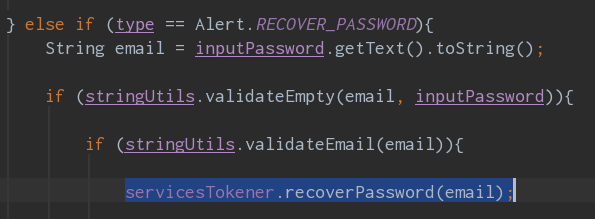 } else if (type == Alert.RECOVER_PASSWORD){
String email = inputPassword.getText().toString();
if (stringUtils.validateEmpty(email, inputPassword)){
if (stringUtils.validateEmail(email)){
servicesTokener.recoverPassword(email);